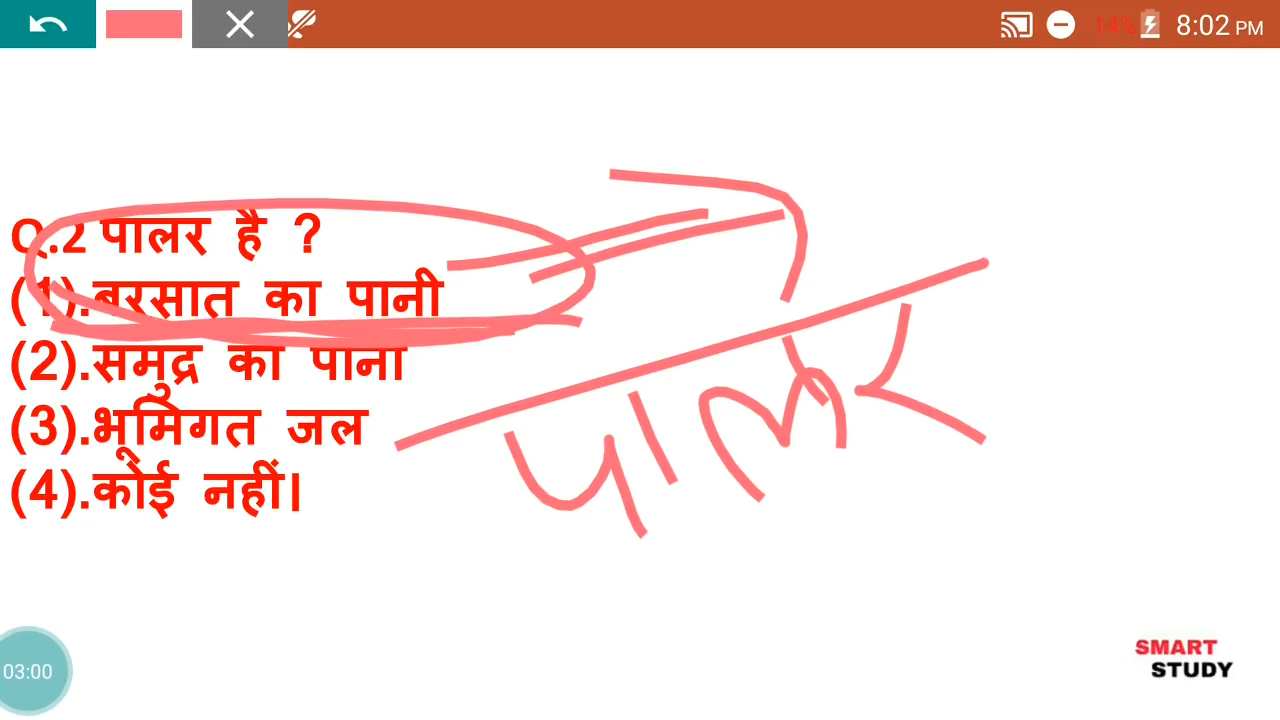 14% 8:02 PM
Q.2 पालर है ?
(1).बरसात का पानी
(2).समुद्र का पानी
(3).भूमिगत जल
(4).कोई नहीं।
पालर
03:00
SMART
STUDY